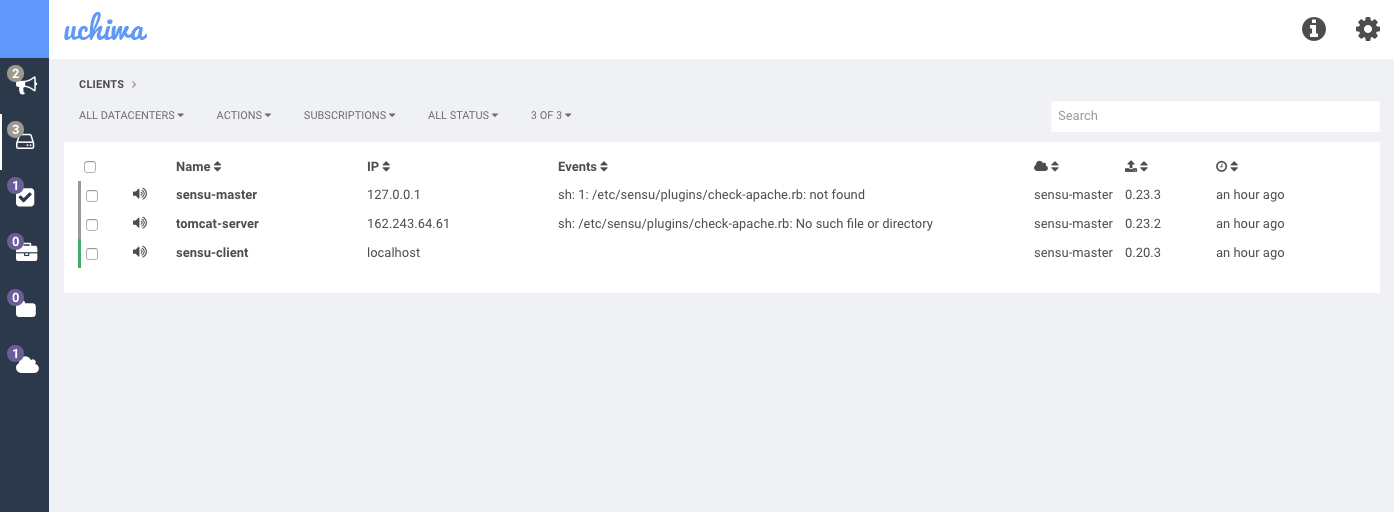 uchiwa
2
3
1
0
0
1
CLIENTS
ALL DATACENTERS ACTIONS SUBSCRIPTIONS ALL STATUS 3 OF 3 Search
Name IP Events
sensu-master 127.0.0.1 sh: 1: /etc/sensu/plugins/check-apache.rb: not found sensu-master 0.23.3 an hour ago
tomcat-server 162.243.64.61 sh: /etc/sensu/plugins/check-apache.rb: No such file or directory sensu-master 0.23.2 an hour ago
sensu-client localhost sensu-master 0.20.3 an hour ago